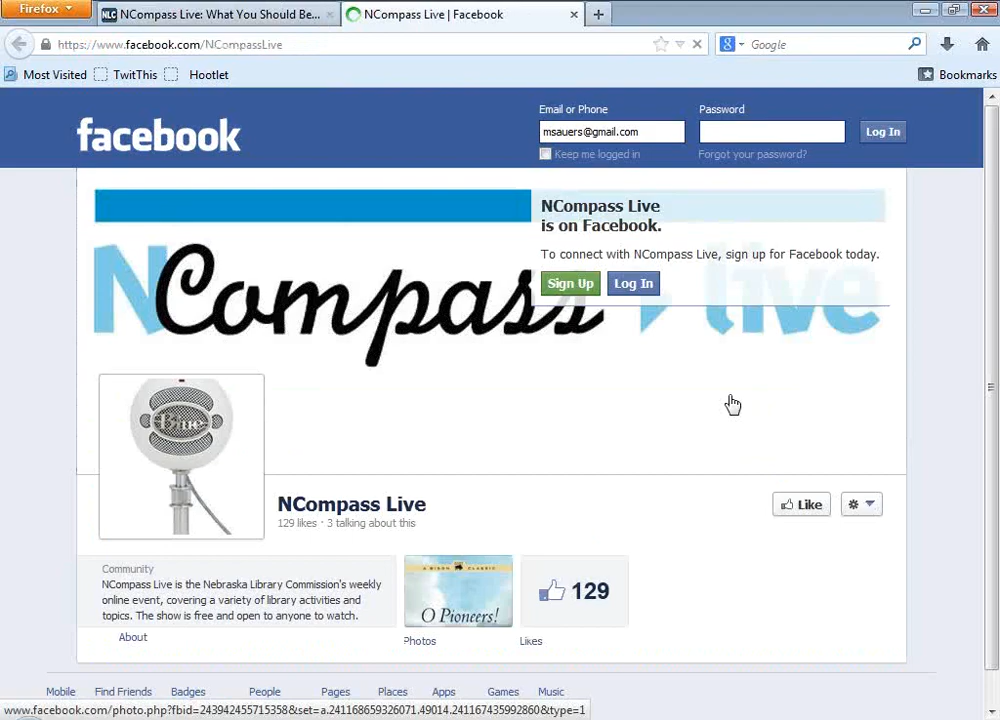 Firefox
NCompass Live: What You Should Be...
NCompass Live | Facebook
https://www.facebook.com/NCompassLive
Google
Most Visited
TwitThis
Hootlet
Bookmarks
facebook
Email or Phone
Password
msauers@gmail.com
Log In
Keep me logged in
Forgot your password?
NCompass Live
is on Facebook.
To connect with NCompass Live, sign up for Facebook today.
Sign Up
Log In
NCompass live
Blue
NCompass Live
129 likes · 3 talking about this
Like
Community
NCompass Live is the Nebraska Library Commission's weekly
online event, covering a variety of library activities and
topics. The show is free and open to anyone to watch.
About
A BISON CLASSIC
O Pioneers!
Photos
129
Likes
Mobile Find Friends Badges People Pages Places Apps Games Music
www.facebook.com/photo.php?fbid=243942455715358&set=a.241168659326071.49014.241167435992860&type=1